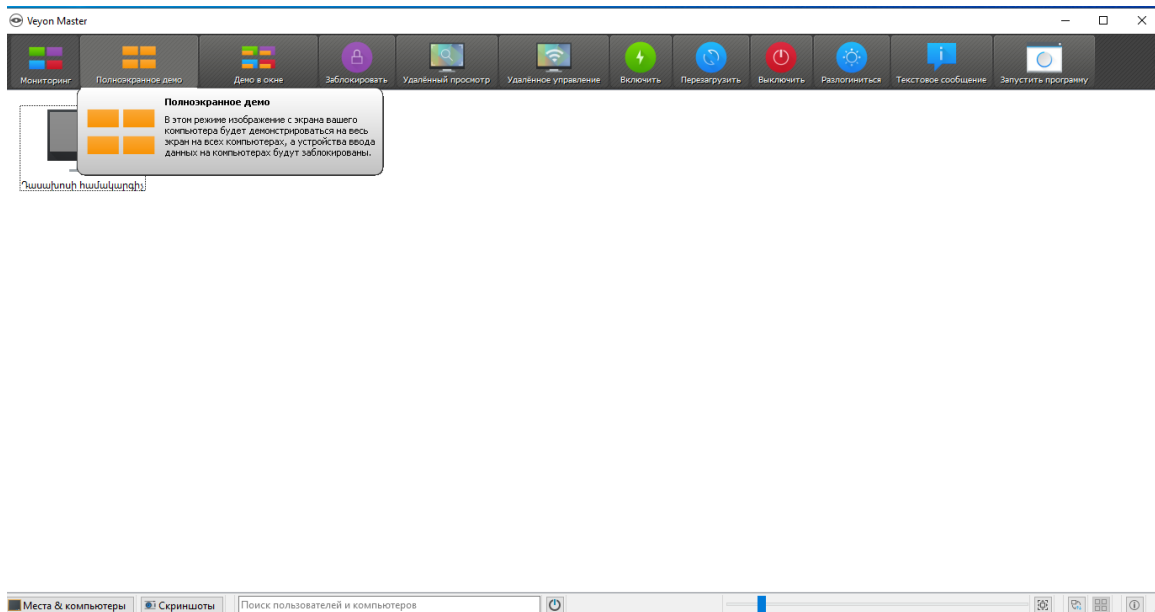 Veyon Master
Мониторинг
Полноэкранное демо
Демо в окне
Заблокировать
Удалённый просмотр
Удалённое управление
Включить
Перезагрузить
Выключить
Разлогиниться
Текстовое сообщение
Запустить программу
Полноэкранное демо
В этом режиме изображение с экрана вашего
компьютера будет демонстрироваться на весь
экран на всех компьютерах, а устройства ввода
данных на компьютерах будут заблокированы.
Դասախոսի համակարգիչ
Места & компьютеры
Скриншоты
Поиск пользователей и компьютеров